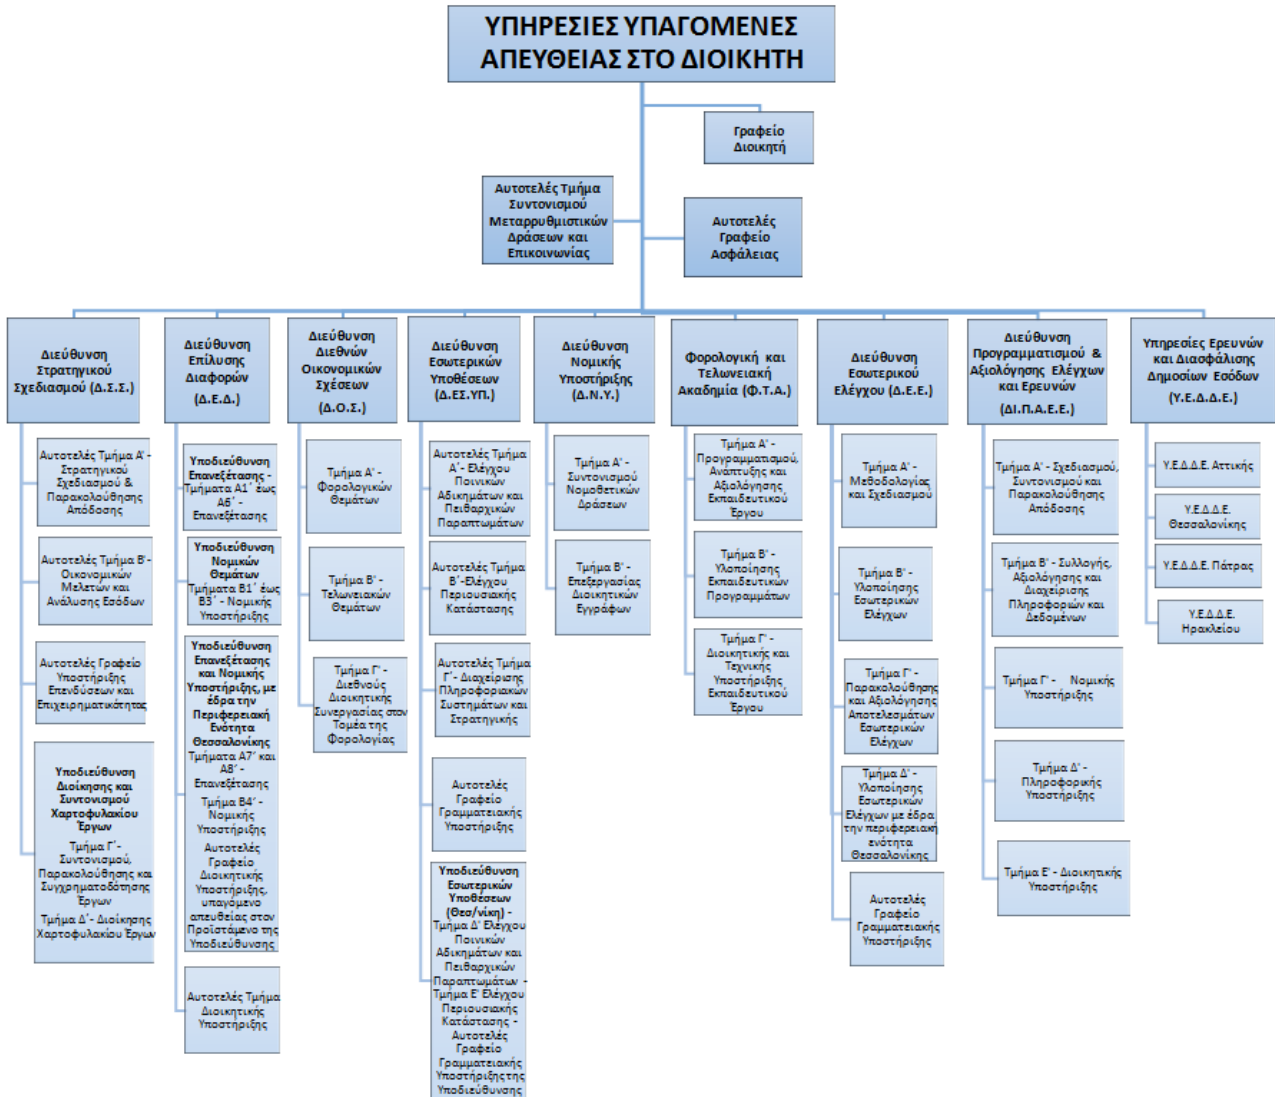 ΥΠΗΡΕΣΙΕΣ ΥΠΑΓΟΜΕΝΕΣ
ΑΠΕΥΘΕΙΑΣ ΣΤΟ ΔΙΟΙΚΗΤΗ
Γραφείο
Διοικητή
Αυτοτελές Τμήμα
Συντονισμού
Μεταρρυθμιστικών
Δράσεων και
Επικοινωνίας
Αυτοτελές
Γραφείο
Ασφάλειας
Διεύθυνση
Στρατηγικού
Σχεδιασμού (Δ.Σ.Σ.)
Αυτοτελές Τμήμα Α' -
Στρατηγικού
Σχεδιασμού &
Παρακολούθησης
Απόδοσης
Αυτοτελές Τμήμα Β'-
Οικονομικών
Μελετών και
Ανάλυσης Εσόδων
Αυτοτελές Γραφείο
Υποστήριξης
Επενδύσεων και
Επιχειρηματικότητας
Υποδιεύθυνση
Διοίκησης και
Συντονισμού
Χαρτοφυλακίου
Έργων
Τμήμα Γ΄-
Συντονισμού,
Παρακολούθησης και
Συγχρηματοδότησης
Έργων
Τμήμα Δ΄- Διοίκησης
Χαρτοφυλακίου Έργων
Διεύθυνση
Επίλυσης
Διαφορών
(Δ.Ε.Δ.)
Υποδιεύθυνση
Επανεξέτασης -
Τμήματα Α1΄ έως
Α6΄ -
Επανεξέτασης
Υποδιεύθυνση
Νομικών
Θεμάτων
Τμήματα Β1΄ έως
Β3΄ - Νομικής
Υποστήριξης
Υποδιεύθυνση
Επανεξέτασης
και Νομικής
Υποστήριξης, με
έδρα την
Περιφερειακή
Ενότητα
Θεσσαλονίκης
Τμήματα Α7΄ και
Α8΄ -
Επανεξέτασης
Τμήμα Β4΄ -
Νομικής
Υποστήριξης
Αυτοτελές
Γραφείο
Διοικητικής
Υποστήριξης,
υπαγόμενο
απευθείας στον
Προϊστάμενο της
Υποδιεύθυνσης
Αυτοτελές Τμήμα
Διοικητικής
Υποστήριξης
Διεύθυνση
Διεθνών
Οικονομικών
Σχέσεων
(Δ.Ο.Σ.)
Τμήμα Α' -
Φορολογικών
Θεμάτων
Τμήμα Β' -
Τελωνειακών
Θεμάτων
Τμήμα Γ' -
Διεθνούς
Διοικητικής
Συνεργασίας στον
Τομέα της
Φορολογίας
Διεύθυνση
Εσωτερικών
Υποθέσεων
(Δ.ΕΣ.ΥΠ.)
Αυτοτελές Τμήμα
Α΄- Ελέγχου
Ποινικών
Αδικημάτων και
Πειθαρχικών
Παραπτωμάτων
Αυτοτελές Τμήμα
Β΄-Ελέγχου
Περιουσιακής
Κατάστασης
Αυτοτελές Τμήμα
Γ΄- Διαχείρισης
Πληροφοριακων
Συστημάτων και
Στρατηγικής
Αυτοτελές
Γραφείο
Γραμματειακής
Υποστήριξης
Υποδιεύθυνση
Εσωτερικών
Υποθέσεων
(Θεσ/νίκη) -
Τμήμα Δ' Ελέγχου
Ποινικών
Αδικημάτων και
Πειθαρχικών
Παραπτωμάτων -
Τμήμα Ε' Ελέγχου
Περιουσιακής
Κατάστασης -
Αυτοτελές
Γραφείο
Γραμματειακής
Υποστήριξης της
Υποδιεύθυνσης
Διεύθυνση
Νομικής
Υποστήριξης
(Δ.Ν.Υ.)
Τμήμα Α' -
Συντονισμού
Νομοθετικών
Δράσεων
Τμήμα Β' -
Επεξεργασίας
Διοικητικών
Εγγράφων
Φορολογική και
Τελωνειακή
Ακαδημία (Φ.Τ.Α.)
Τμήμα Α' -
Προγραμματισμού,
Ανάπτυξης και
Αξιολόγησης
Εκπαιδευτικού
Έργου
Τμήμα Β' -
Υλοποίησης
Εκπαιδευτικών
Προγραμμάτων
Τμήμα Γ' -
Διοικητικής και
Τεχνικής
Υποστήριξης
Εκπαιδευτικού
Έργου
Διεύθυνση
Εσωτερικού
Ελέγχου (Δ.Ε.Ε.)
Τμήμα Α' -
Μεθοδολογίας
και Σχεδιασμού
Τμήμα Β' -
Υλοποίησης
Εσωτερικών
Ελέγχων
Τμήμα Γ' -
Παρακολούθησης
και Αξιολόγησης
Αποτελεσμάτων
Εσωτερικών
Ελέγχων
Τμήμα Δ' -
Υλοποίησης
Εσωτερικών
Ελέγχων με έδρα
την περιφερειακή
ενότητα
Θεσσαλονίκης
Αυτοτελές
Γραφείο
Γραμματειακής
Υποστήριξης
Διεύθυνση
Προγραμματισμού &
Αξιολόγησης Ελέγχων
και Ερευνών
(ΔΙ.Π.Α.Ε.Ε.)
Τμήμα Α' - Σχεδιασμού,
Συντονισμού και
Παρακολούθησης
Απόδοσης
Τμήμα Β' - Συλλογής,
Αξιολόγησης και
Διαχείρισης
Πληροφοριών και
Δεδομένων
Τμήμα Γ' - Νομικής
Υποστήριξης
Τμήμα Δ' -
Πληροφορικής
Υποστήριξης
Τμήμα Ε' - Διοικητικής
Υποστήριξης
Υπηρεσίες Ερευνών
και Διασφάλισης
Δημοσίων Εσόδων
(Υ.Ε.Δ.Δ.Ε.)
Υ.Ε.Δ.Δ.Ε. Αττικής
Υ.Ε.Δ.Δ.Ε.
Θεσσαλονίκης
Υ.Ε.Δ.Δ.Ε. Πάτρας
Υ.Ε.Δ.Δ.Ε.
Ηρακλείου